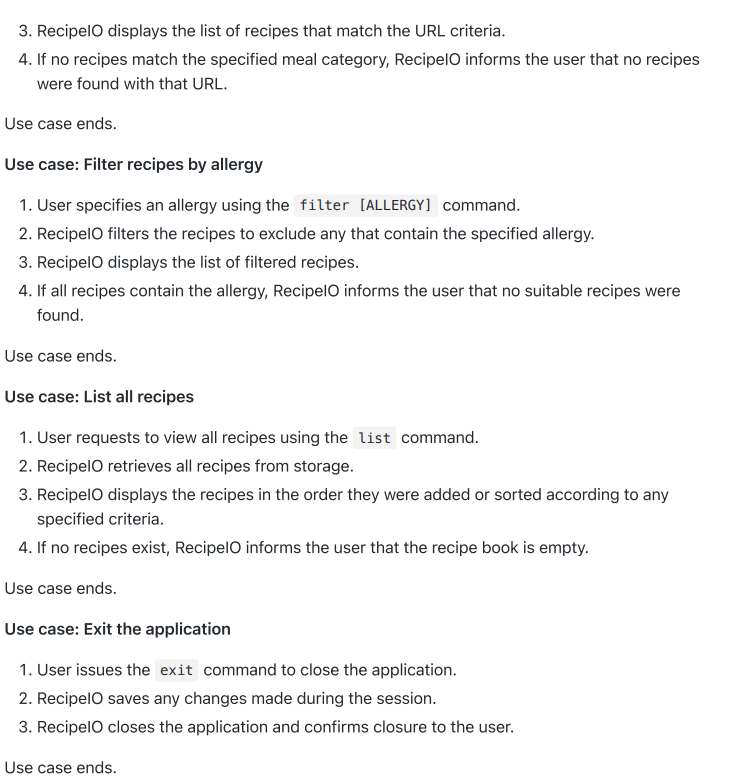 3. RecipeIO displays the list of recipes that match the URL criteria.
4. If no recipes match the specified meal category, RecipeIO informs the user that no recipes
were found with that URL.
Use case ends.
Use case: Filter recipes by allergy
1. User specifies an allergy using the filter [ALLERGY] command.
2. RecipeIO filters the recipes to exclude any that contain the specified allergy.
3. RecipeIO displays the list of filtered recipes.
4. If all recipes contain the allergy, RecipeIO informs the user that no suitable recipes were
found.
Use case ends.
Use case: List all recipes
1. User requests to view all recipes using the list command.
2. RecipeIO retrieves all recipes from storage.
3. RecipeIO displays the recipes in the order they were added or sorted according to any
specified criteria.
4. If no recipes exist, RecipeIO informs the user that the recipe book is empty.
Use case ends.
Use case: Exit the application
1. User issues the exit command to close the application.
2. RecipeIO saves any changes made during the session.
3. RecipeIO closes the application and confirms closure to the user.
Use case ends.